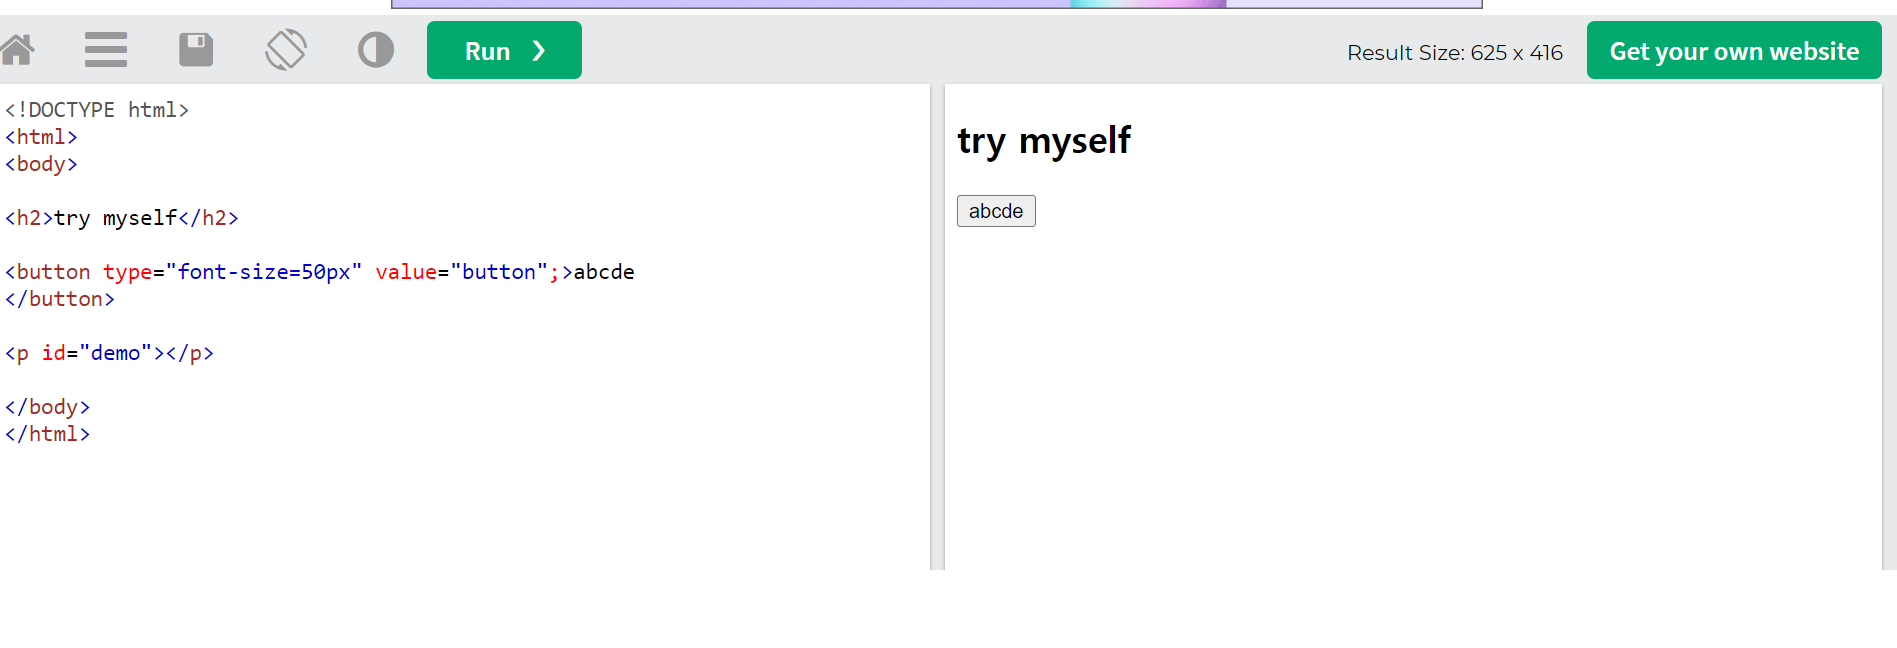 Run ❯
Result Size: 625 x 416
Get your own website
<!DOCTYPE html>
<html>
<body>
<h2>try myself</h2>
<button type="font-size=50px" value="button";>abcde
</button>
<p id="demo"></p>
</body>
</html>
try myself
abcde